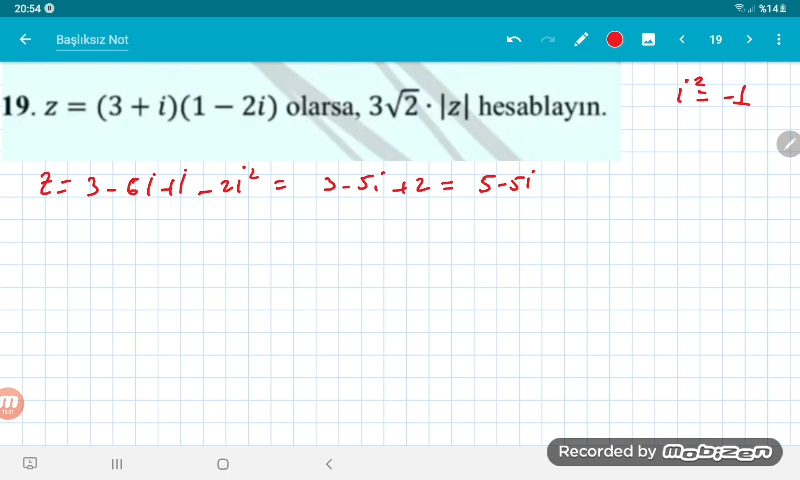 20:54 %14
Başlıksız Not 19
19. z = (3 + i)(1 − 2i) olarsa, 3√2 · |z| hesablayın.
i² = -1
z = 3 - 6i + i - 2i² = 3 - 5i + 2 = 5 - 5i
Recorded by mobizen